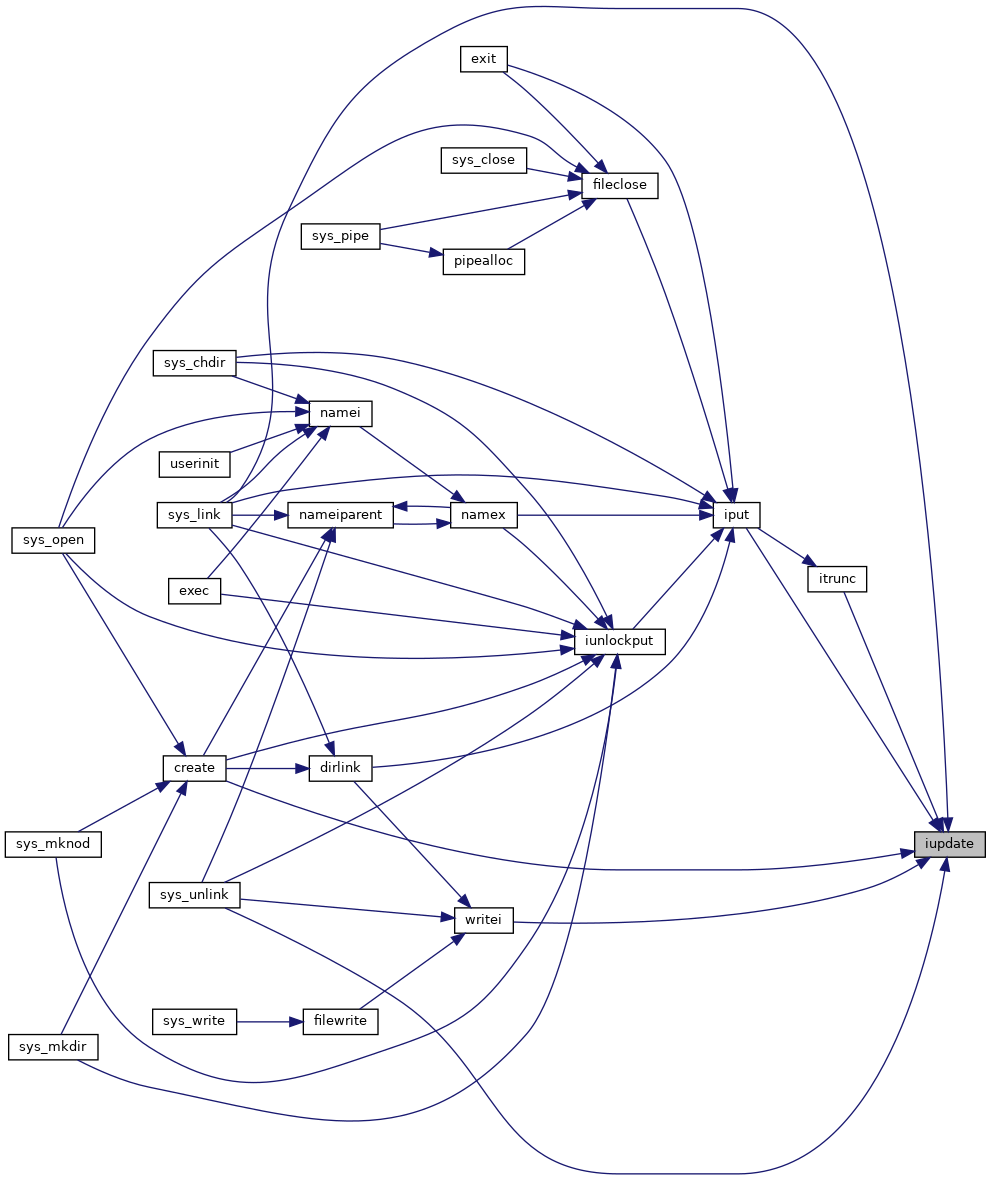 exit
sys_close
fileclose
sys_pipe
pipealloc
sys_chdir
namei
userinit
sys_link
nameiparent
namex
iput
sys_open
exec
itrunc
iunlockput
create
dirlink
sys_mknod
iupdate
sys_unlink
writei
sys_write
filewrite
sys_mkdir